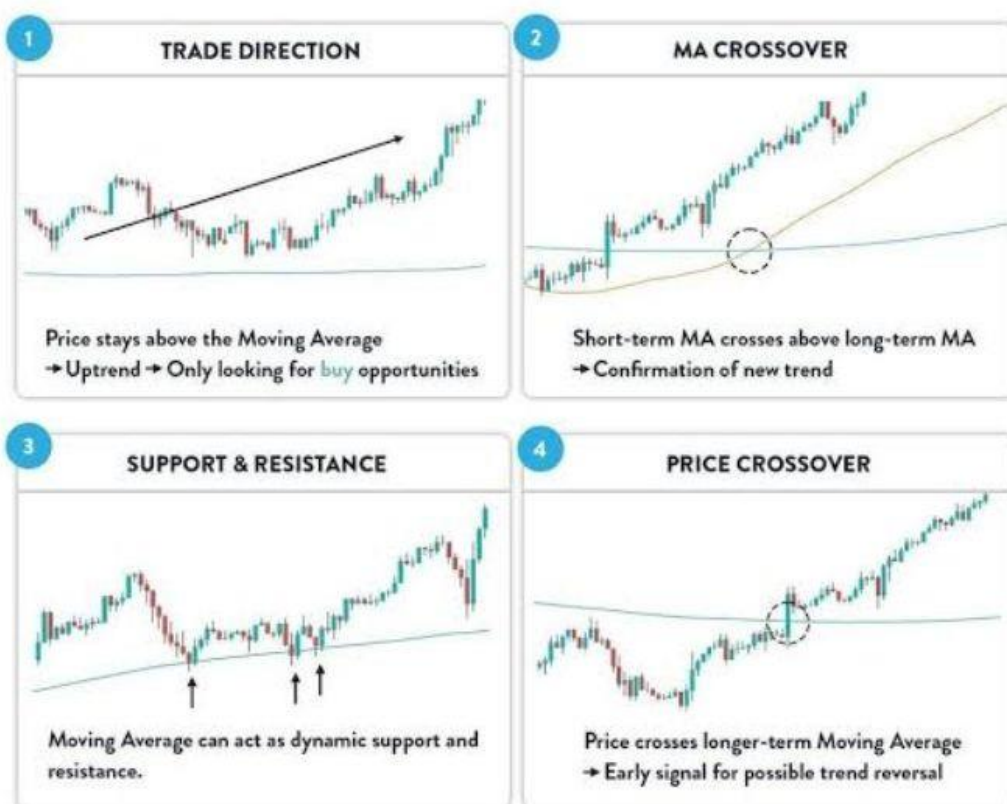 1
TRADE DIRECTION
Price stays above the Moving Average
→ Uptrend → Only looking for buy opportunities
2
MA CROSSOVER
Short-term MA crosses above long-term MA
→ Confirmation of new trend
3
SUPPORT & RESISTANCE
Moving Average can act as dynamic support and
resistance.
4
PRICE CROSSOVER
Price crosses longer-term Moving Average
→ Early signal for possible trend reversal